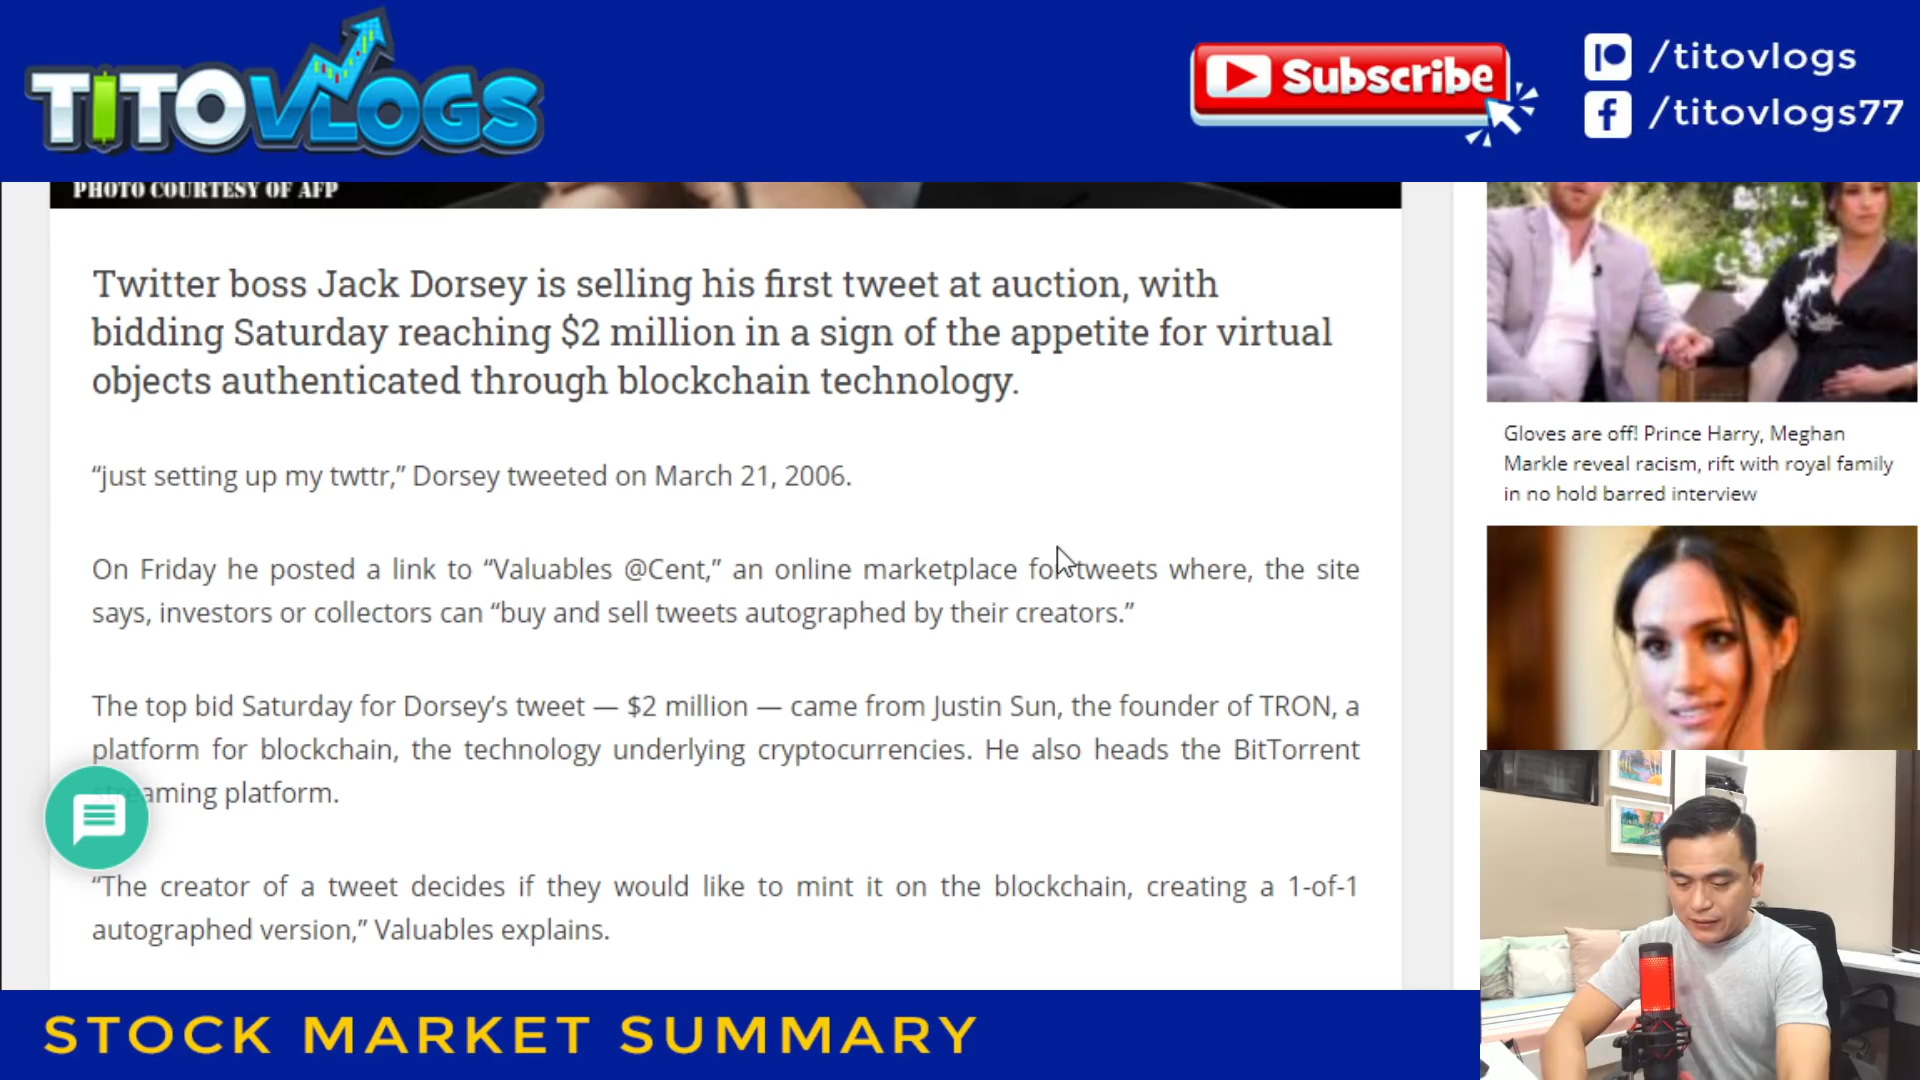 TITOVLOGS
Subscribe
/titovlogs
/titovlogs77
PHOTO COURTESY OF AFP
Twitter boss Jack Dorsey is selling his first tweet at auction, with
bidding Saturday reaching $2 million in a sign of the appetite for virtual
objects authenticated through blockchain technology.
“just setting up my twttr,” Dorsey tweeted on March 21, 2006.
On Friday he posted a link to “Valuables @Cent,” an online marketplace for tweets where, the site
says, investors or collectors can “buy and sell tweets autographed by their creators.”
The top bid Saturday for Dorsey’s tweet — $2 million — came from Justin Sun, the founder of TRON, a
platform for blockchain, the technology underlying cryptocurrencies. He also heads the BitTorrent
streaming platform.
“The creator of a tweet decides if they would like to mint it on the blockchain, creating a 1-of-1
autographed version,” Valuables explains.
Gloves are off! Prince Harry, Meghan
Markle reveal racism, rift with royal family
in no hold barred interview
STOCK MARKET SUMMARY